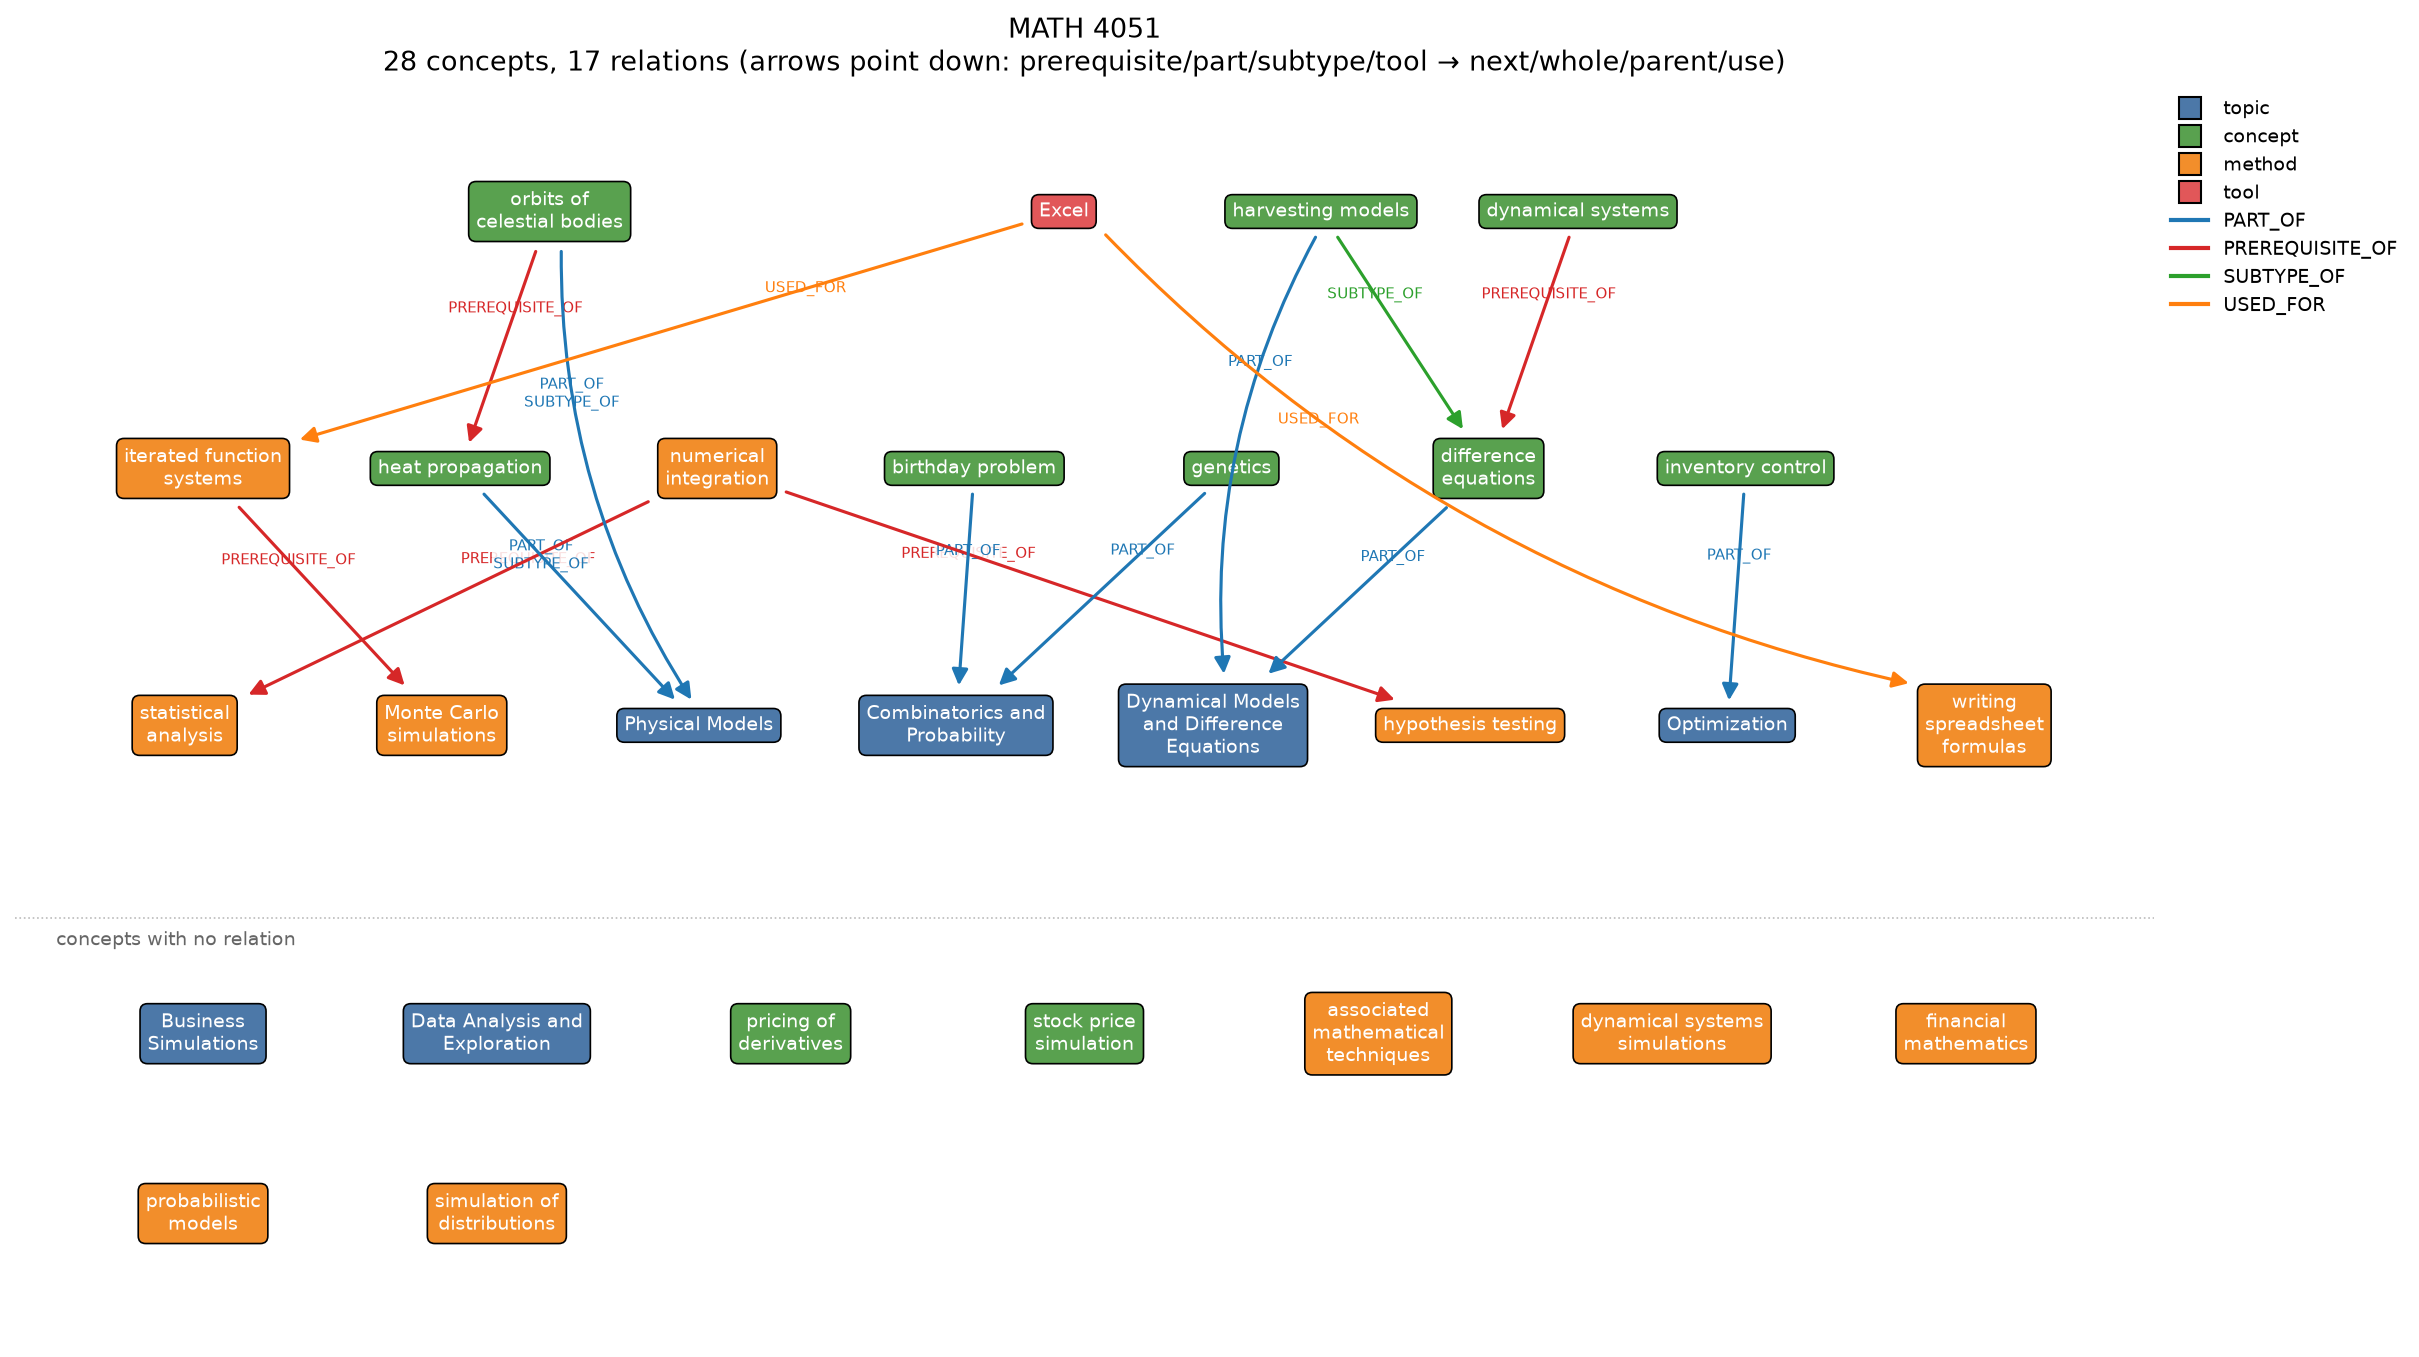 MATH 4051
28 concepts, 17 relations (arrows point down: prerequisite/part/subtype/tool → next/whole/parent/use)
topic
concept
method
tool
PART_OF
PREREQUISITE_OF
SUBTYPE_OF
USED_FOR
orbits of
celestial bodies
Excel
harvesting models
dynamical systems
USED_FOR
PREREQUISITE_OF
SUBTYPE_OF
PREREQUISITE_OF
PART_OF
PART_OF
SUBTYPE_OF
USED_FOR
iterated function
systems
heat propagation
numerical
integration
birthday problem
genetics
difference
equations
inventory control
PREREQUISITE_OF
PREREQUISITE_OF
PART_OF
SUBTYPE_OF
PREREQUISITE_OF
PART_OF
PART_OF
PART_OF
PART_OF
statistical
analysis
Monte Carlo
simulations
Physical Models
Combinatorics and
Probability
Dynamical Models
and Difference
Equations
hypothesis testing
Optimization
writing
spreadsheet
formulas
concepts with no relation
Business
Simulations
Data Analysis and
Exploration
pricing of
derivatives
stock price
simulation
associated
mathematical
techniques
dynamical systems
simulations
financial
mathematics
probabilistic
models
simulation of
distributions